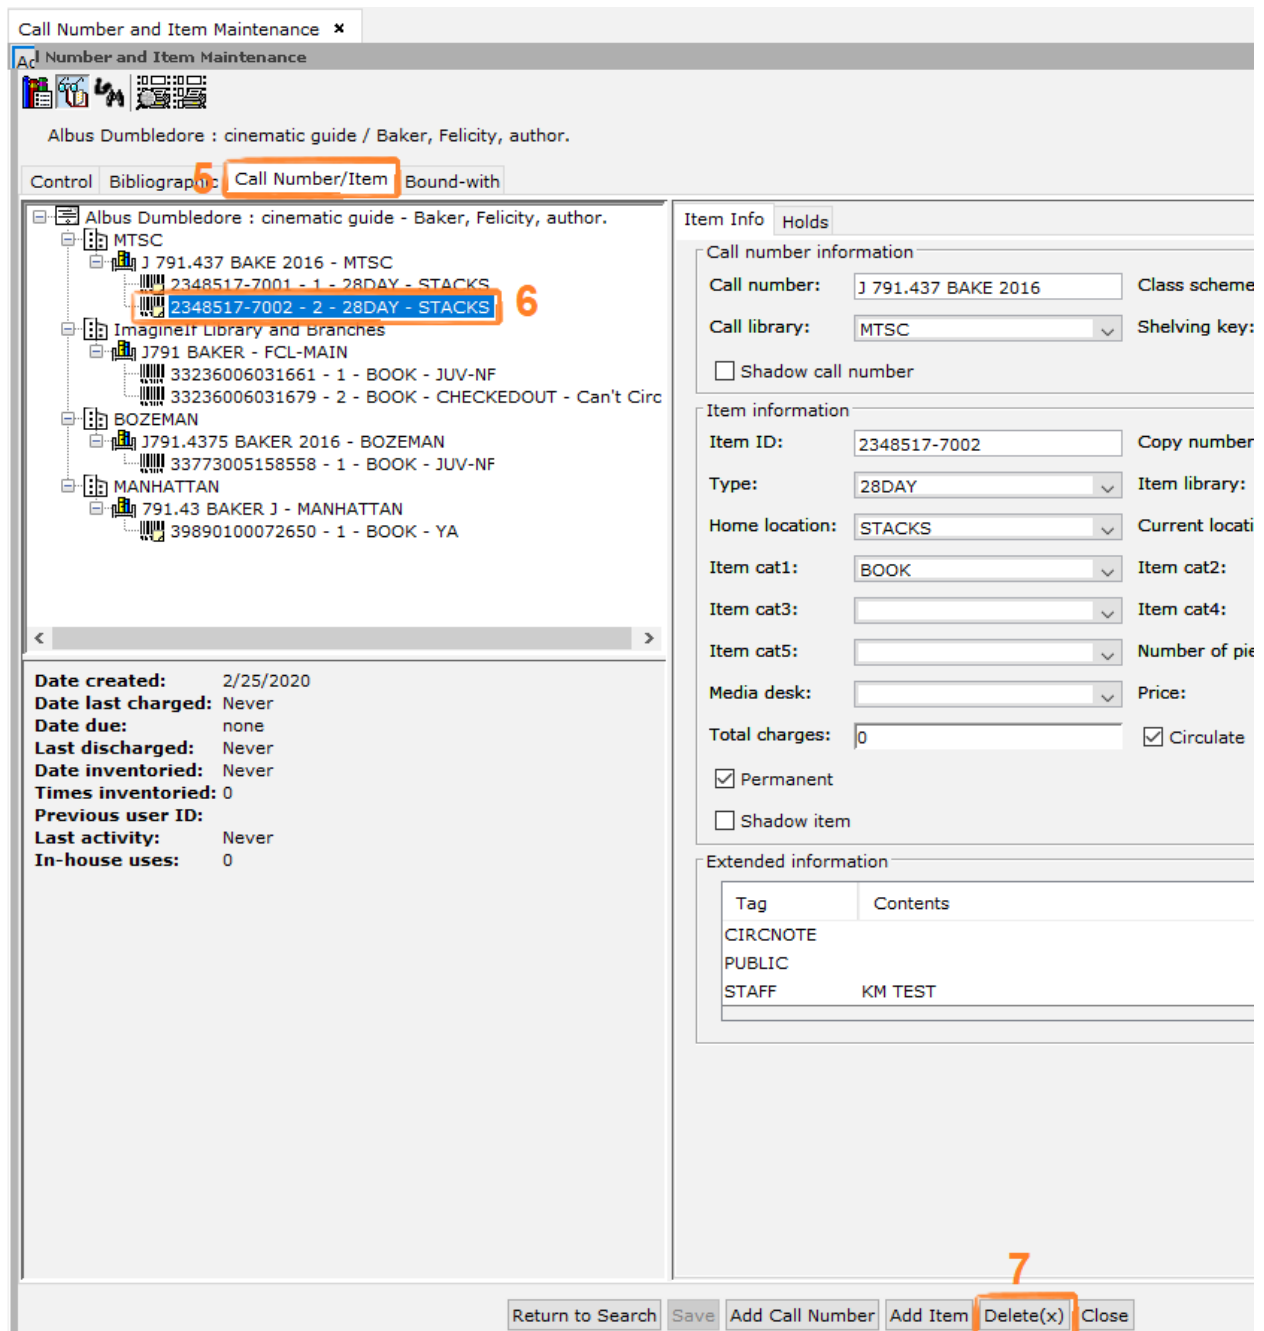 Call Number and Item Maintenance ×
l Number and Item Maintenance
Albus Dumbledore : cinematic guide / Baker, Felicity, author.
5
Control Bibliographic Call Number/Item Bound-with
Albus Dumbledore : cinematic guide - Baker, Felicity, author.
MTSC
J 791.437 BAKE 2016 - MTSC
2348517-7001 - 1 - 28DAY - STACKS
2348517-7002 - 2 - 28DAY - STACKS 6
ImagineIf Library and Branches
J791 BAKER - FCL-MAIN
33236006031661 - 1 - BOOK - JUV-NF
33236006031679 - 2 - BOOK - CHECKEDOUT - Can't Circ
BOZEMAN
J791.4375 BAKER 2016 - BOZEMAN
33773005158558 - 1 - BOOK - JUV-NF
MANHATTAN
791.43 BAKER J - MANHATTAN
39890100072650 - 1 - BOOK - YA
Date created: 2/25/2020
Date last charged: Never
Date due: none
Last discharged: Never
Date inventoried: Never
Times inventoried: 0
Previous user ID:
Last activity: Never
In-house uses: 0
Item Info Holds
Call number information
Call number: J 791.437 BAKE 2016 Class scheme
Call library: MTSC Shelving key:
Shadow call number
Item information
Item ID: 2348517-7002 Copy number
Type: 28DAY Item library:
Home location: STACKS Current locati
Item cat1: BOOK Item cat2:
Item cat3: Item cat4:
Item cat5: Number of pie
Media desk: Price:
Total charges: 0 Circulate
Permanent
Shadow item
Extended information
Tag Contents
CIRCNOTE
PUBLIC
STAFF KM TEST
7
Return to Search Save Add Call Number Add Item Delete(x) Close